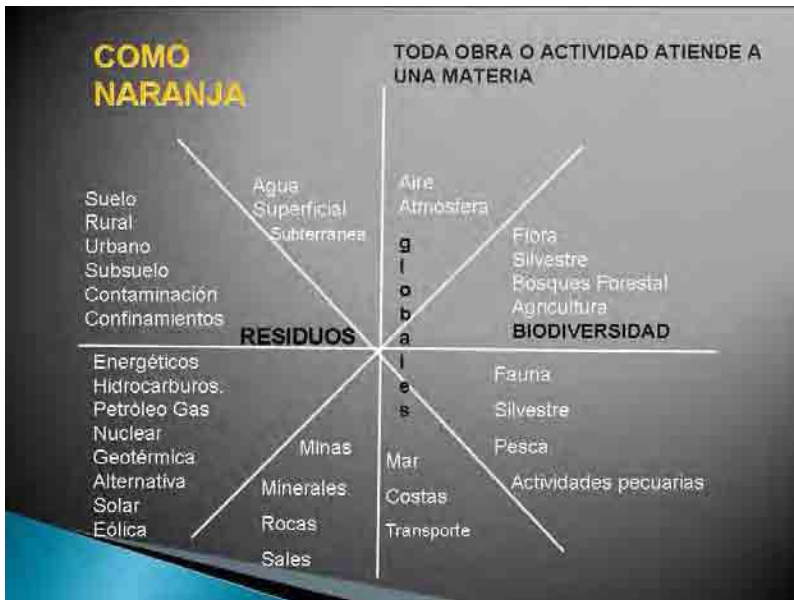 COMO
NARANJA
TODA OBRA O ACTIVIDAD ATIENDE A
UNA MATERIA
Agua
Superficial
Subterranea
Aire
Atmosfera
Suelo
Rural
Urbano
Subsuelo
Contaminación
Confinamientos
Flora
Silvestre
Bosques Forestal
Agricultura
BIODIVERSIDAD
RESIDUOS
globales
Energéticos
Hidrocarburos.
Petróleo Gas
Nuclear
Geotérmica
Alternativa
Solar
Eólica
Minas
Minerales
Rocas
Sales
Mar
Costas
Transporte
Fauna
Silvestre
Pesca
Actividades pecuarias